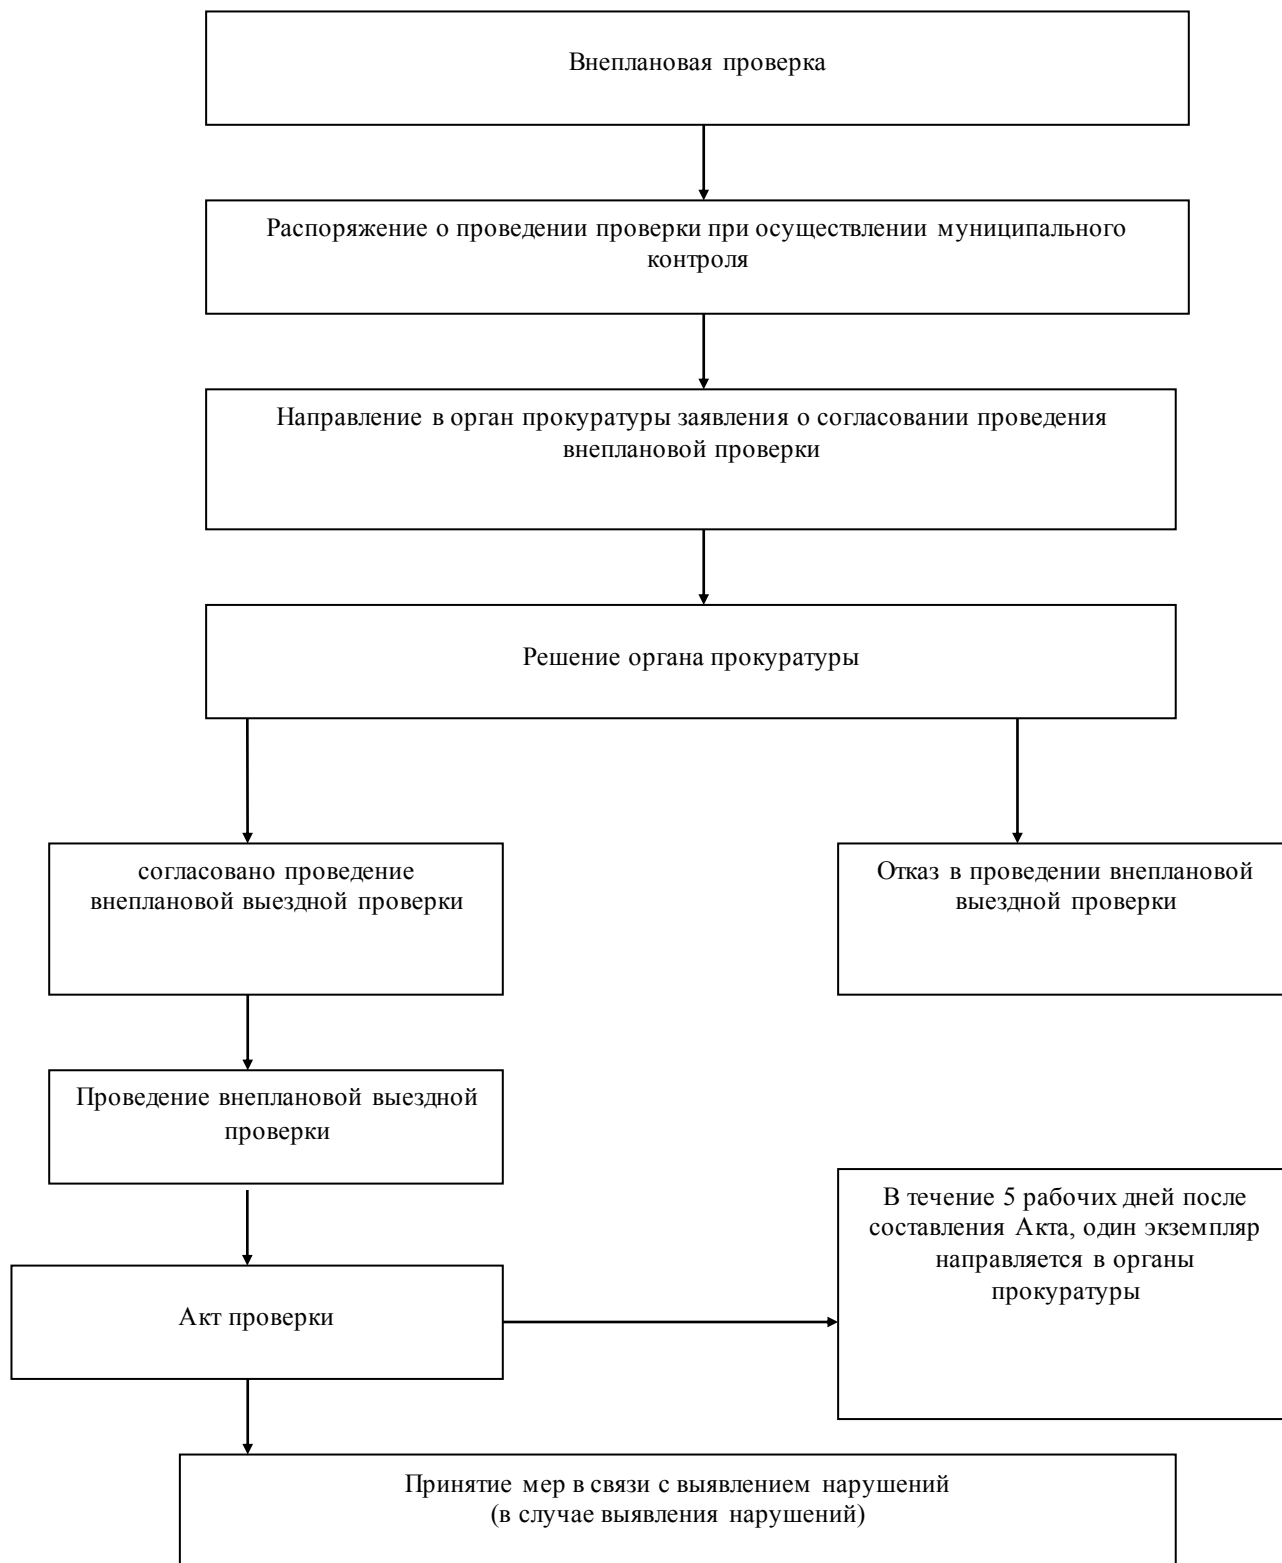 Внеплановая проверка
Распоряжение о проведении проверки при осуществлении муниципального
контроля
Направление в орган прокуратуры заявления о согласовании проведения
внеплановой проверки
Решение органа прокуратуры
согласовано проведение
внеплановой выездной проверки
Отказ в проведении внеплановой
выездной проверки
Проведение внеплановой выездной
проверки
В течение 5 рабочих дней после
составления Акта, один экземпляр
направляется в органы
прокуратуры
Акт проверки
Принятие мер в связи с выявлением нарушений
(в случае выявления нарушений)